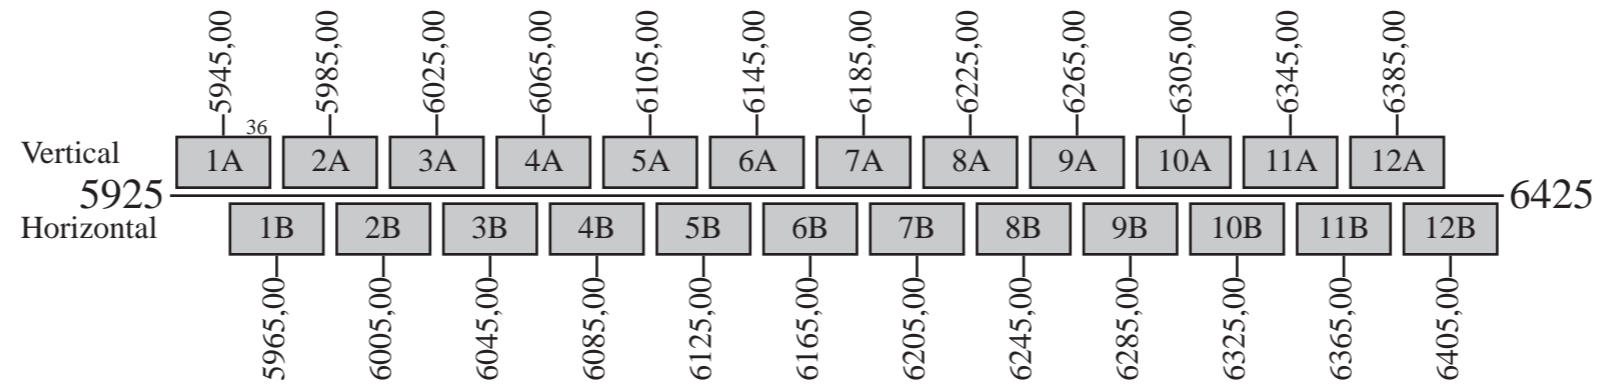 5945,00 5985,00 6025,00 6065,00 6105,00 6145,00 6185,00 6225,00 6265,00 6305,00 6345,00 6385,00
36
Vertical 1A 2A 3A 4A 5A 6A 7A 8A 9A 10A 11A 12A
5925 6425
Horizontal 1B 2B 3B 4B 5B 6B 7B 8B 9B 10B 11B 12B
5965,00 6005,00 6045,00 6085,00 6125,00 6165,00 6205,00 6245,00 6285,00 6325,00 6365,00 6405,00